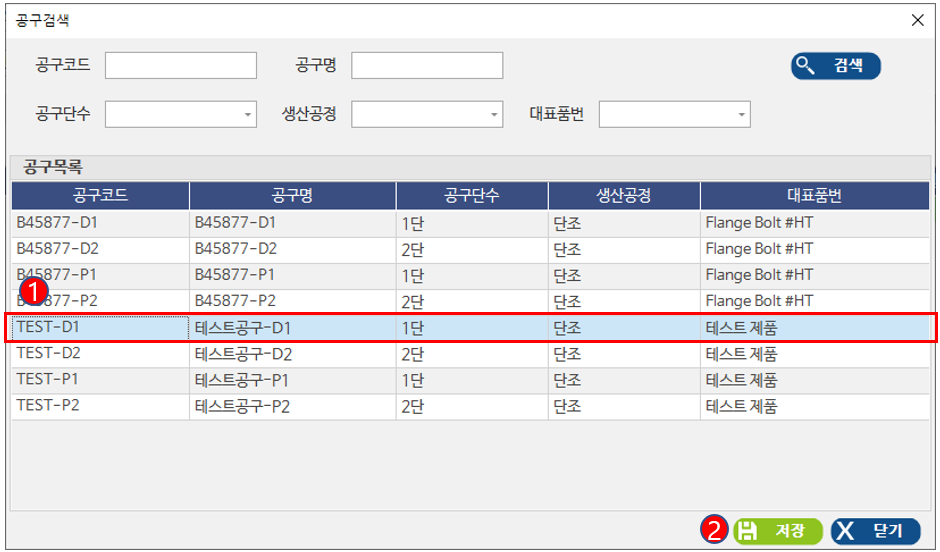 공구검색
공구코드 공구명 검색
공구단수 생산공정 대표품번
공구목록
공구코드 공구명 공구단수 생산공정 대표품번
B45877-D1 B45877-D1 1단 단조 Flange Bolt #HT
B45877-D2 B45877-D2 2단 단조 Flange Bolt #HT
B45877-P1 B45877-P1 1단 단조 Flange Bolt #HT
1
B45877-P2 B45877-P2 2단 단조 Flange Bolt #HT
TEST-D1 테스트공구-D1 1단 단조 테스트 제품
TEST-D2 테스트공구-D2 2단 단조 테스트 제품
TEST-P1 테스트공구-P1 1단 단조 테스트 제품
TEST-P2 테스트공구-P2 2단 단조 테스트 제품
2 저장 X 닫기